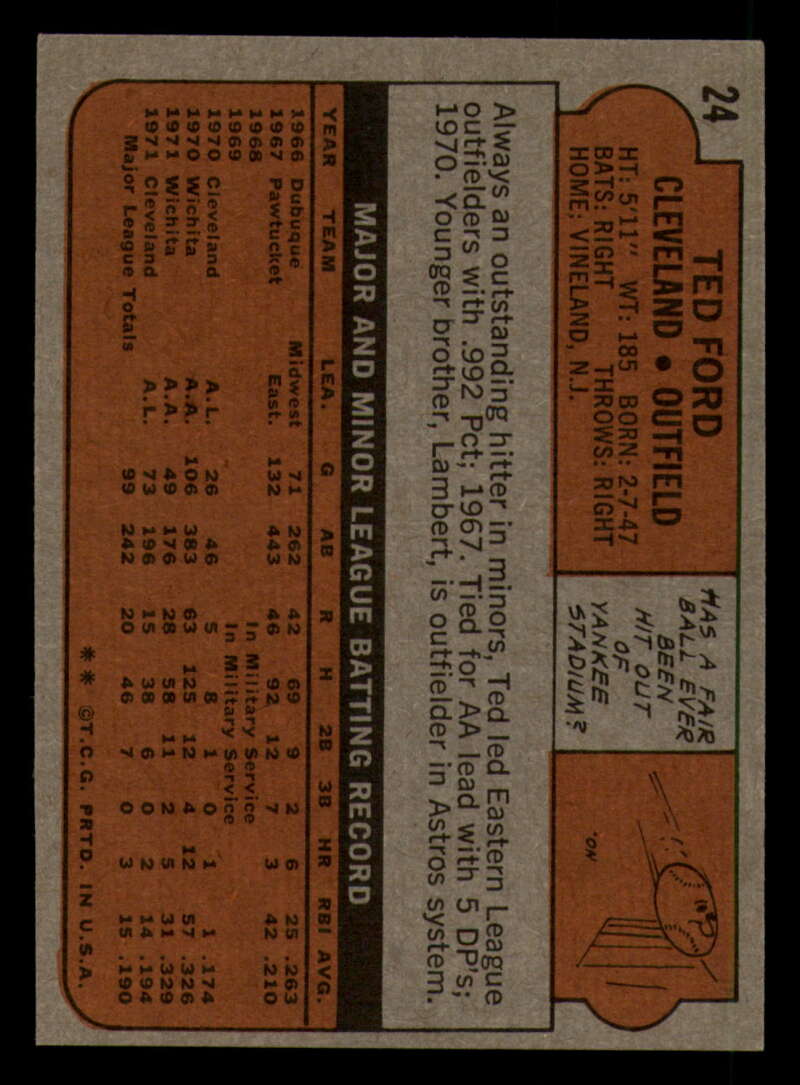 24
TED FORD
CLEVELAND • OUTFIELD
HT: 5'11" WT: 185 BORN: 2-7-47
BATS: RIGHT THROWS: RIGHT
HOME: VINELAND, N.J.
HAS A FAIR
BALL EVER
BEEN
HIT OUT
OF
YANKEE
STADIUM?
"NO."
Always an outstanding hitter in minors, Ted led Eastern League
outfielders with .992 Pct; 1967. Tied for AA lead with 5 DP's;
1970. Younger brother, Lambert, is outfielder in Astros system.
MAJOR AND MINOR LEAGUE BATTING RECORD
YEAR TEAM LEA. G AB R H 2B 3B HR RBI AVG.
1966 Dubuque Midwest 71 262 42 69 9 2 6 25 .263
1967 Pawtucket East. 132 443 46 92 12 7 3 42 .210
1968 In Military Service
1969 In Military Service
1970 Cleveland A.L. 26 46 5 8 1 0 1 1 .174
1970 Wichita A.A. 106 383 63 125 12 4 12 57 .326
1971 Wichita A.A. 49 176 28 58 11 2 5 31 .329
1971 Cleveland A.L. 73 196 15 38 6 0 2 14 .194
Major League Totals 99 242 20 46 7 0 3 15 .190
** ©T.C.G. PRTD. IN U.S.A.